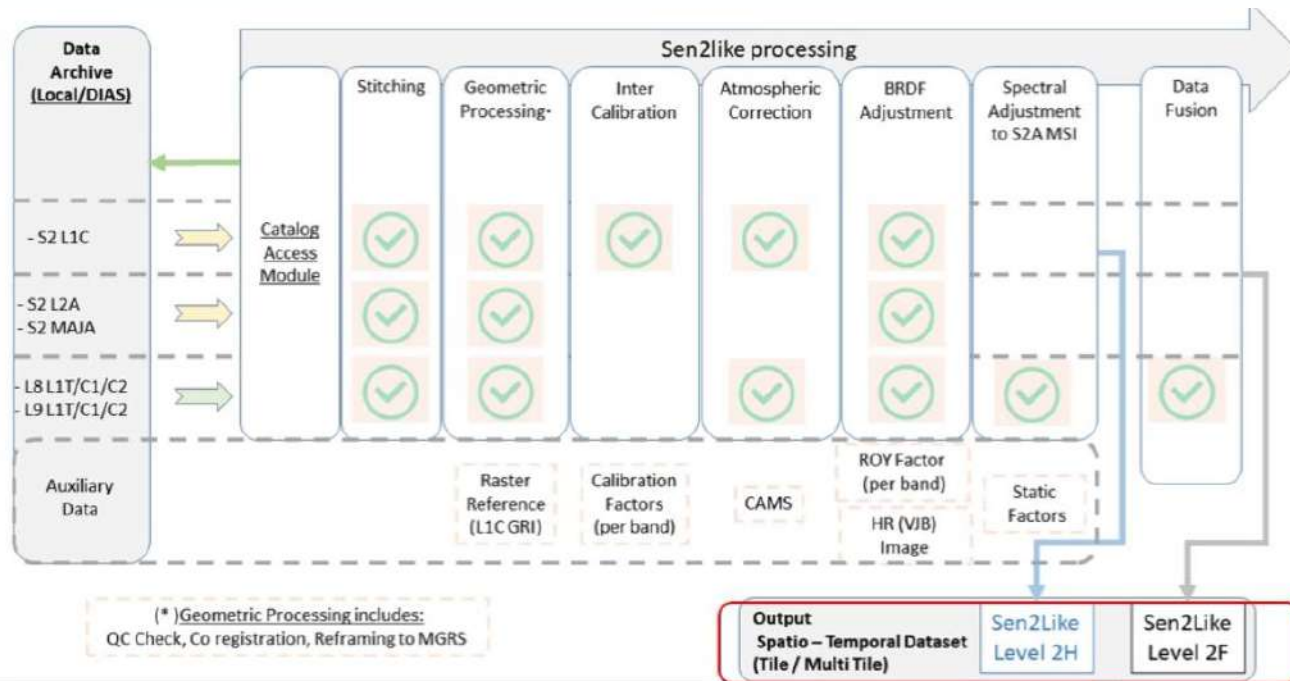 Data
Archive
(Local/DIAS)
Sen2like processing
Stitching
Geometric
Processing*
Inter
Calibration
Atmospheric
Correction
BRDF
Adjustment
Spectral
Adjustment
to S2A MSI
Data
Fusion
- S2 L1C
Catalog
Access
Module
- S2 L2A
- S2 MAJA
- L8 L1T/C1/C2
- L9 L1T/C1/C2
Auxiliary
Data
Raster
Reference
(L1C GRI)
Calibration
Factors
(per band)
CAMS
ROY Factor
(per band)
HR (VJB)
Image
Static
Factors
(*)Geometric Processing includes:
QC Check, Co registration, Reframing to MGRS
Output
Spatio – Temporal Dataset
(Tile / Multi Tile)
Sen2Like
Level 2H
Sen2Like
Level 2F